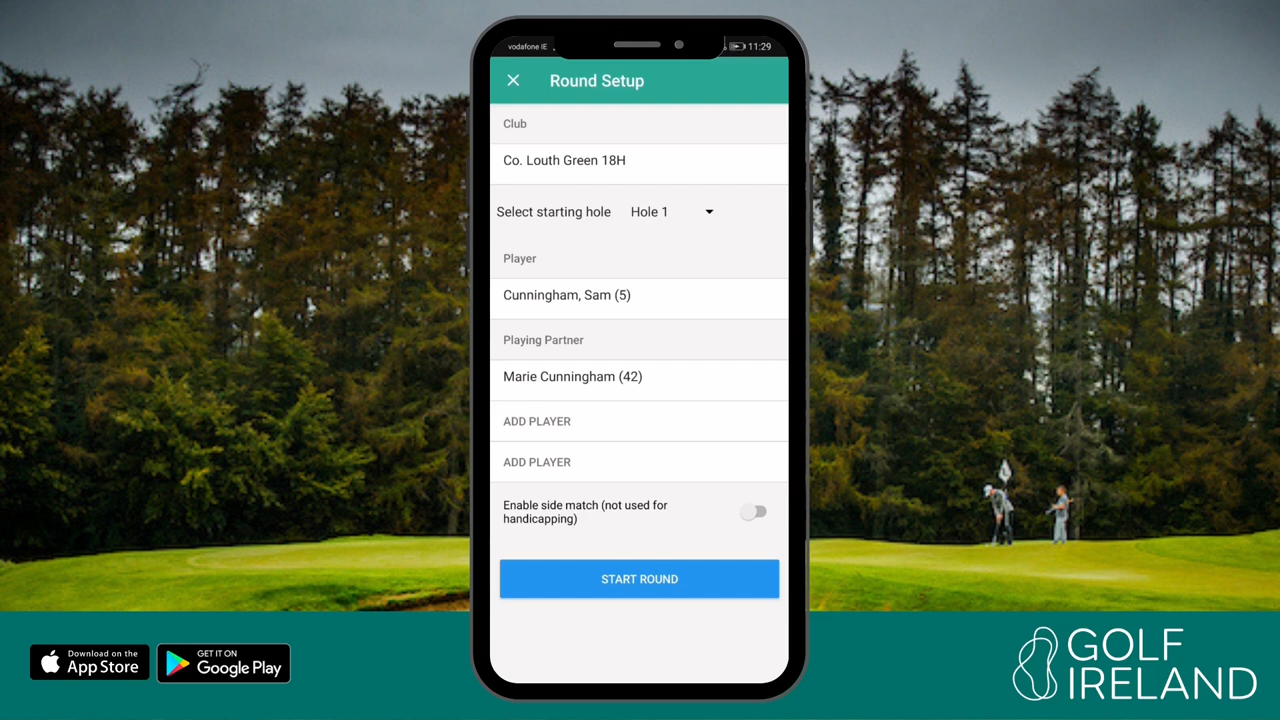 vodafone IE
11:29
Round Setup
Club
Co. Louth Green 18H
Select starting hole Hole 1
Player
Cunningham, Sam (5)
Playing Partner
Marie Cunningham (42)
ADD PLAYER
ADD PLAYER
Enable side match (not used for
handicapping)
START ROUND
Download on the
App Store
GET IT ON
Google Play
GOLF
IRELAND